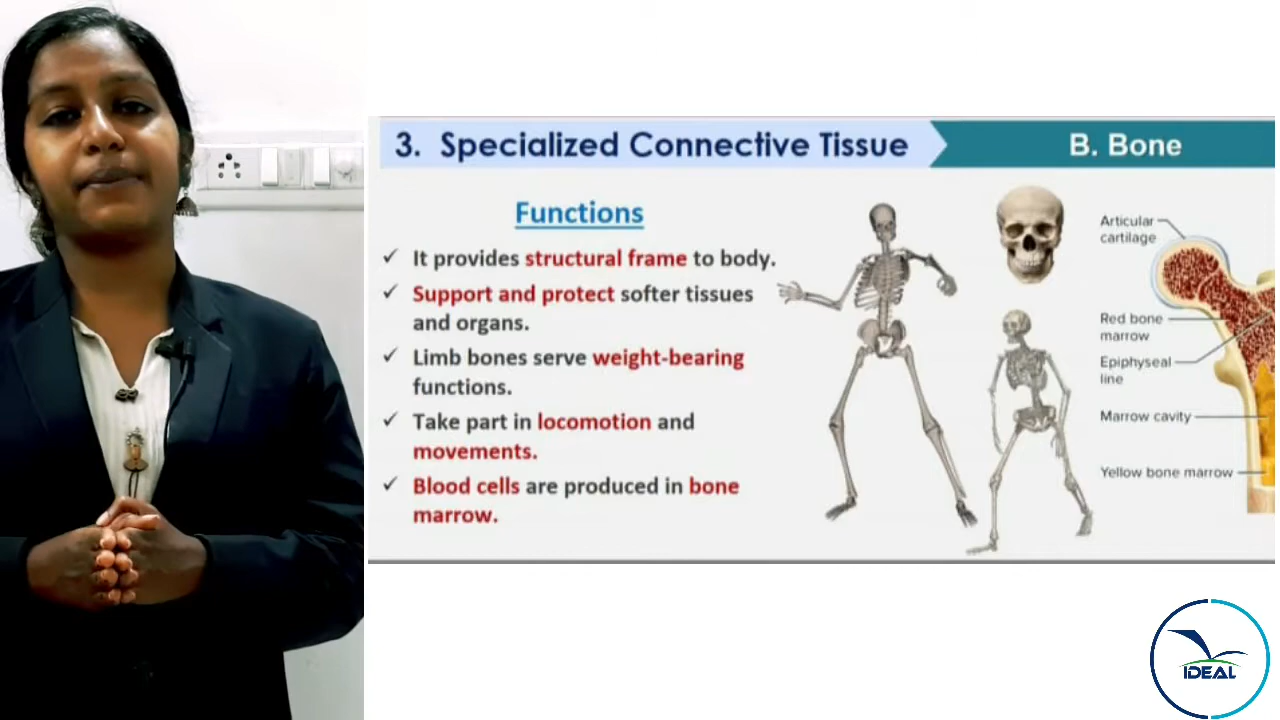 3. Specialized Connective Tissue
B. Bone
Functions
✓ It provides structural frame to body.
✓ Support and protect softer tissues
and organs.
✓ Limb bones serve weight-bearing
functions.
✓ Take part in locomotion and
movements.
✓ Blood cells are produced in bone
marrow.
Articular
cartilage
Red bone
marrow
Epiphyseal
line
Marrow cavity
Yellow bone marrow
IDEAL